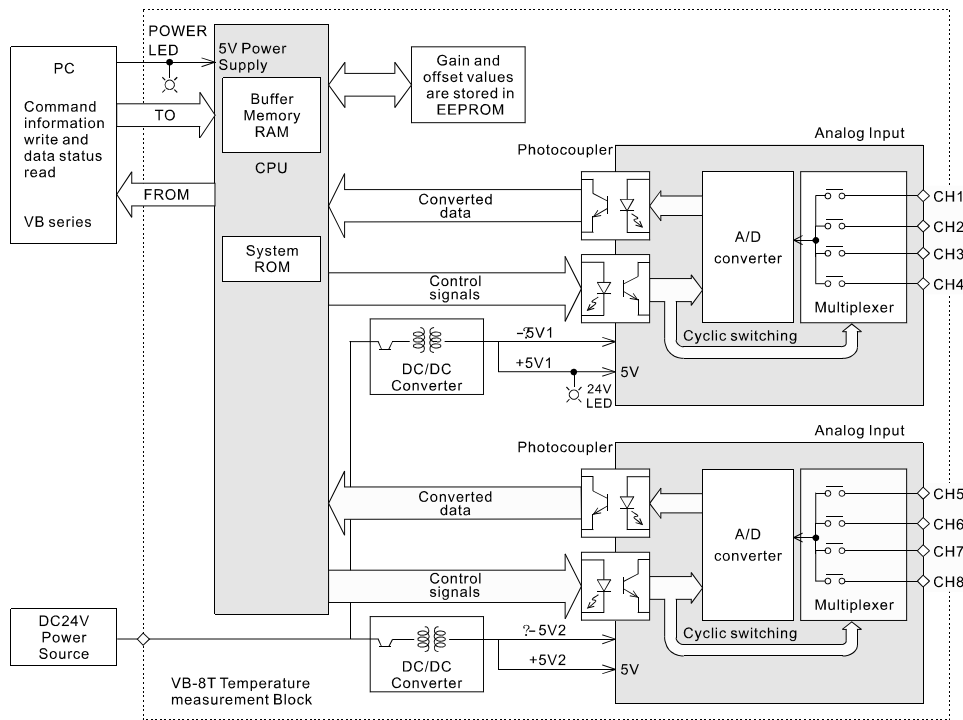 POWER
LED
PC
Command
information
write and
data status
read
VB series
TO
FROM
5V Power
Supply
Buffer
Memory
RAM
CPU
System
ROM
Gain and
offset values
are stored in
EEPROM
Photocoupler
Analog Input
Converted
data
Control
signals
A/D
converter
Multiplexer
Cyclic switching
CH1
CH2
CH3
CH4
DC/DC
Converter
-5V1
+5V1
5V
24V
LED
Photocoupler
Analog Input
Converted
data
Control
signals
A/D
converter
Multiplexer
Cyclic switching
CH5
CH6
CH7
CH8
DC24V
Power
Source
DC/DC
Converter
?-5V2
+5V2
5V
VB-8T Temperature
measurement Block